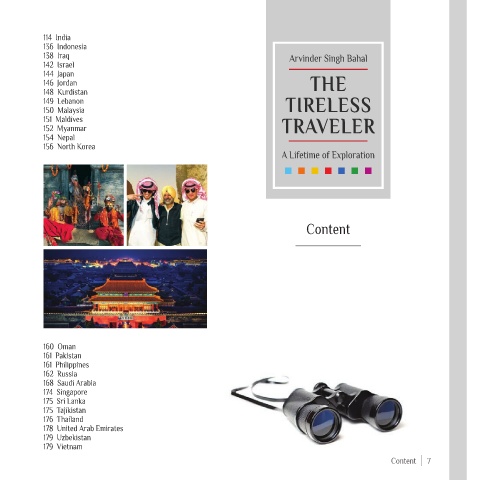 114 India
136 Indonesia
138 Iraq
142 Israel
144 Japan
146 Jordan
148 Kurdistan
149 Lebanon
150 Malaysia
151 Maldives
152 Myanmar
154 Nepal
156 North Korea
160 Oman
161 Pakistan
161 Philippines
162 Russia
168 Saudi Arabia
174 Singapore
175 Sri Lanka
175 Tajikistan
176 Thailand
178 United Arab Emirates
179 Uzbekistan
179 Vietnam
Arvinder Singh Bahal
THE
TIRELESS
TRAVELER
A Lifetime of Exploration
Content
Content | 7